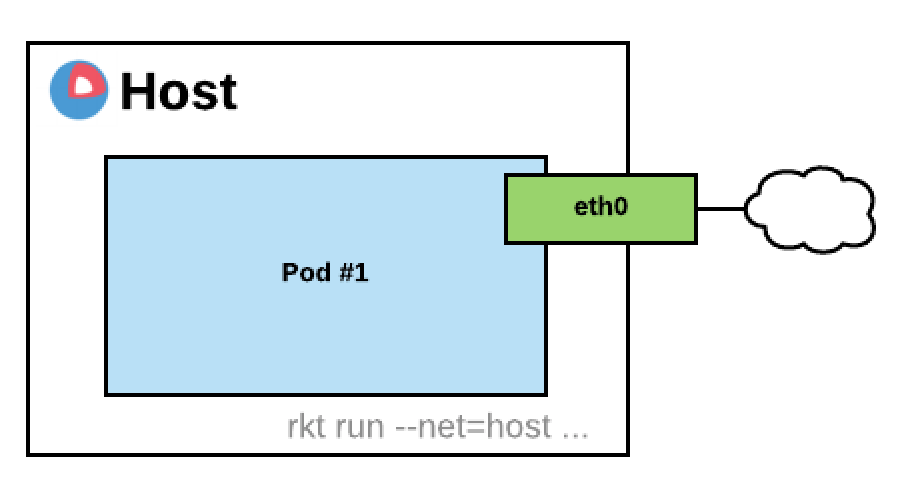 Host
eth0
Pod #1
rkt run --net=host ...